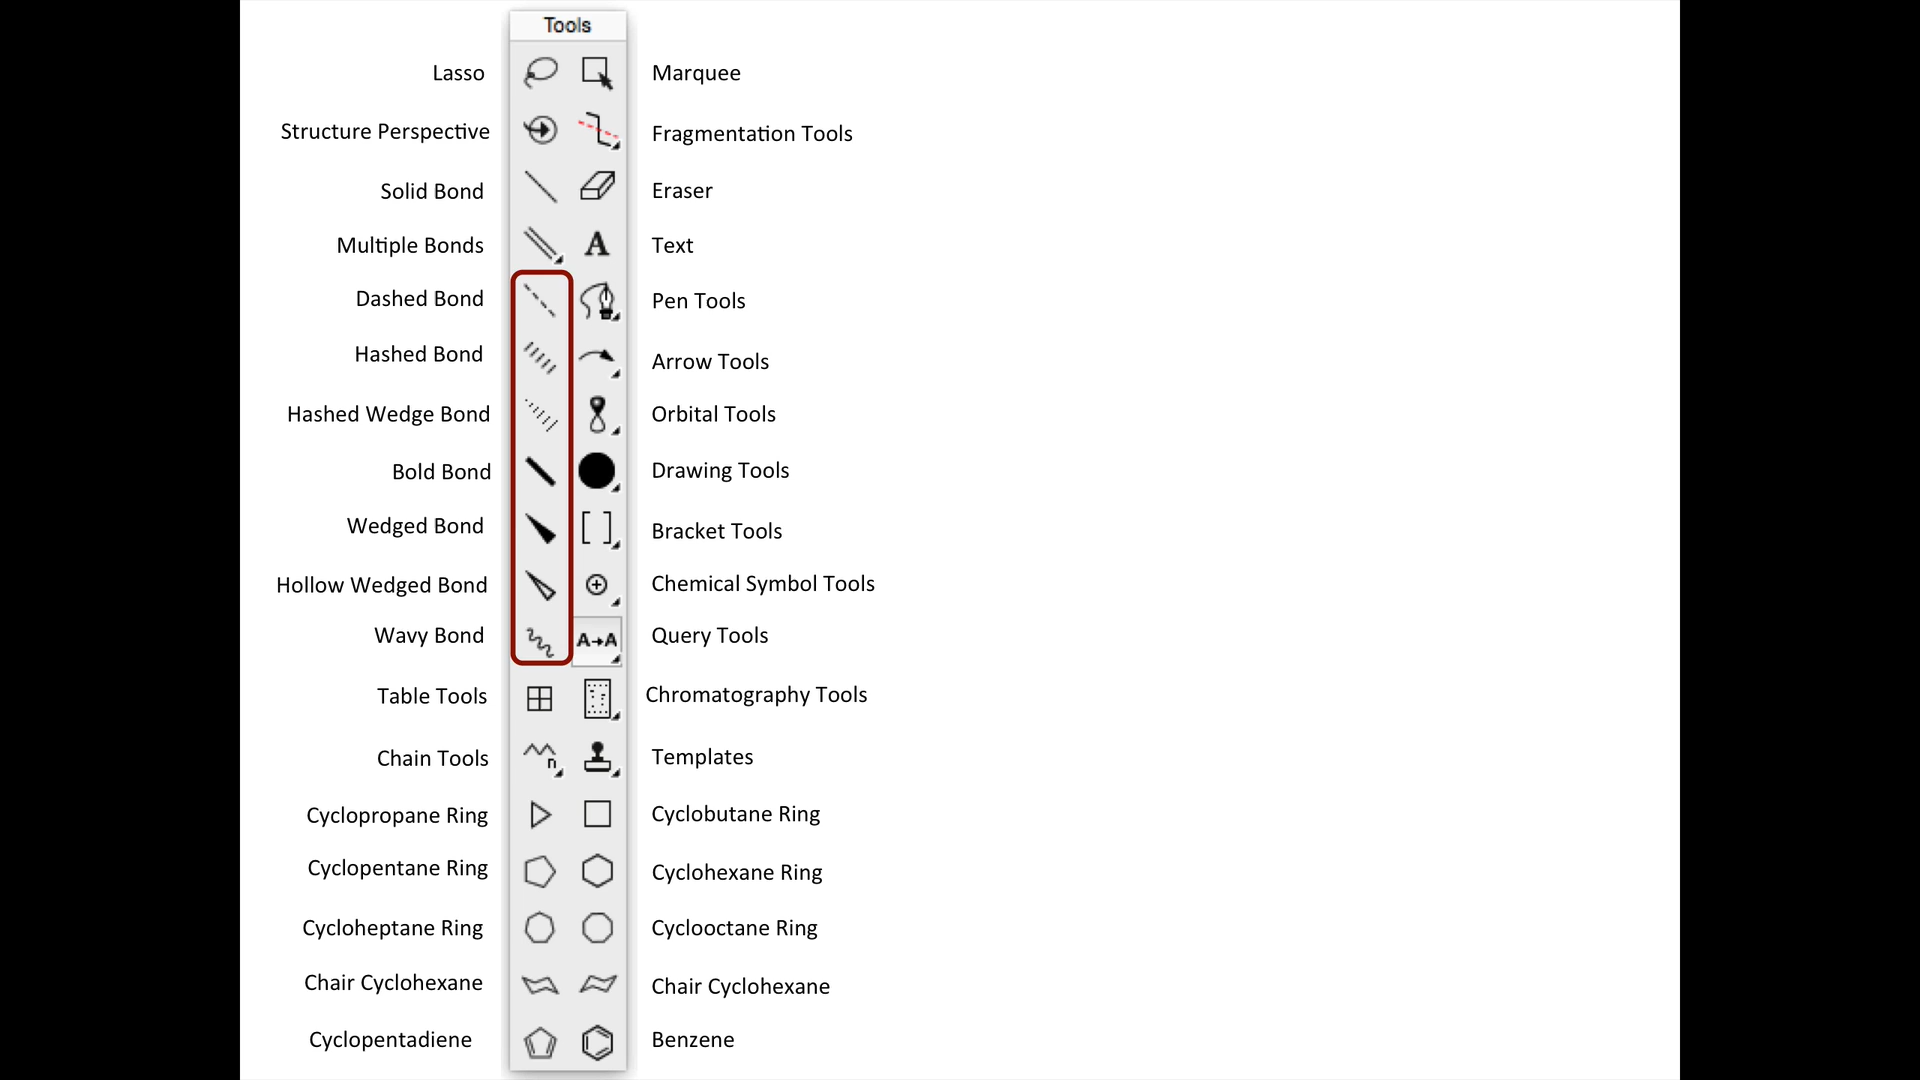 Tools
Lasso
Marquee
Structure Perspective
Fragmentation Tools
Solid Bond
Eraser
Multiple Bonds
A
Text
Dashed Bond
Pen Tools
Hashed Bond
Arrow Tools
Hashed Wedge Bond
Orbital Tools
Bold Bond
Drawing Tools
Wedged Bond
[ ]
Bracket Tools
Hollow Wedged Bond
Chemical Symbol Tools
Wavy Bond
A→A
Query Tools
Table Tools
Chromatography Tools
Chain Tools
n
Templates
Cyclopropane Ring
Cyclobutane Ring
Cyclopentane Ring
Cyclohexane Ring
Cycloheptane Ring
Cyclooctane Ring
Chair Cyclohexane
Chair Cyclohexane
Cyclopentadiene
Benzene